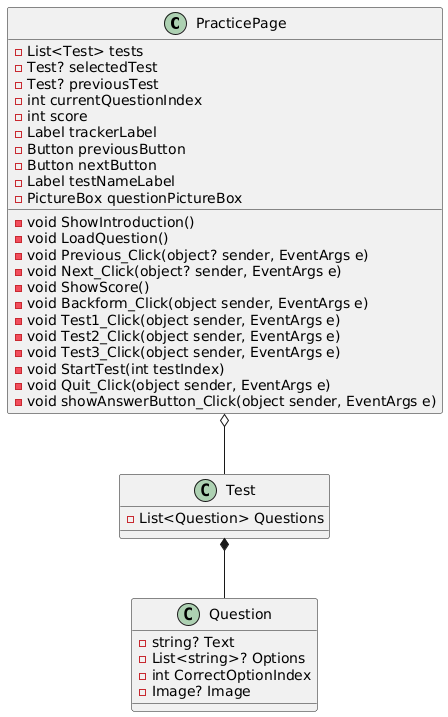 C PracticePage
List<Test> tests
Test? selectedTest
Test? previousTest
int currentQuestionIndex
int score
Label trackerLabel
Button previousButton
Button nextButton
Label testNameLabel
PictureBox questionPictureBox
void ShowIntroduction()
void LoadQuestion()
void Previous_Click(object? sender, EventArgs e)
void Next_Click(object? sender, EventArgs e)
void ShowScore()
void Backform_Click(object sender, EventArgs e)
void Test1_Click(object sender, EventArgs e)
void Test2_Click(object sender, EventArgs e)
void Test3_Click(object sender, EventArgs e)
void StartTest(int testIndex)
void Quit_Click(object sender, EventArgs e)
void showAnswerButton_Click(object sender, EventArgs e)
C Test
List<Question> Questions
C Question
string? Text
List<string>? Options
int CorrectOptionIndex
Image? Image